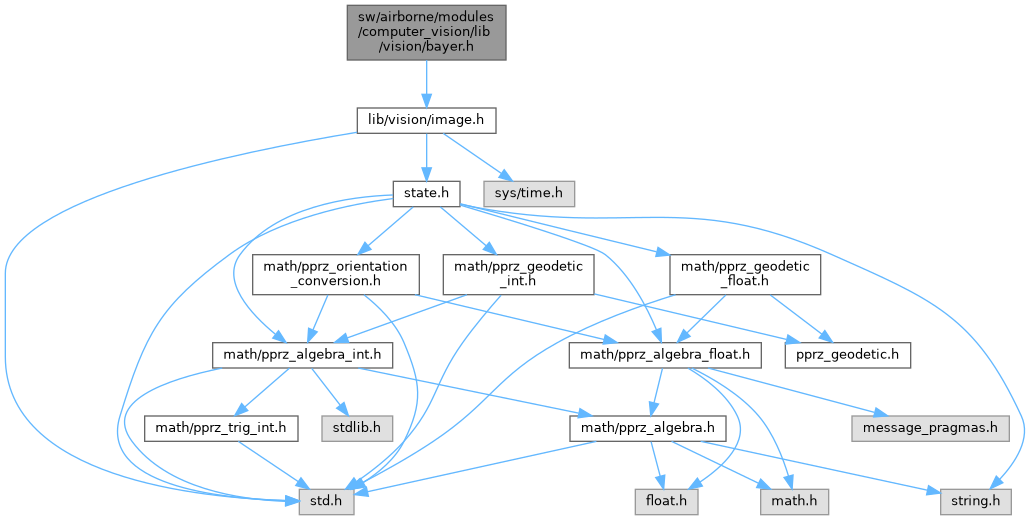 sw/airborne/modules
/computer_vision/lib
/vision/bayer.h
lib/vision/image.h
state.h
sys/time.h
math/pprz_orientation
_conversion.h
math/pprz_geodetic
_int.h
math/pprz_geodetic
_float.h
math/pprz_algebra_int.h
math/pprz_algebra_float.h
pprz_geodetic.h
math/pprz_trig_int.h
stdlib.h
math/pprz_algebra.h
message_pragmas.h
std.h
float.h
math.h
string.h